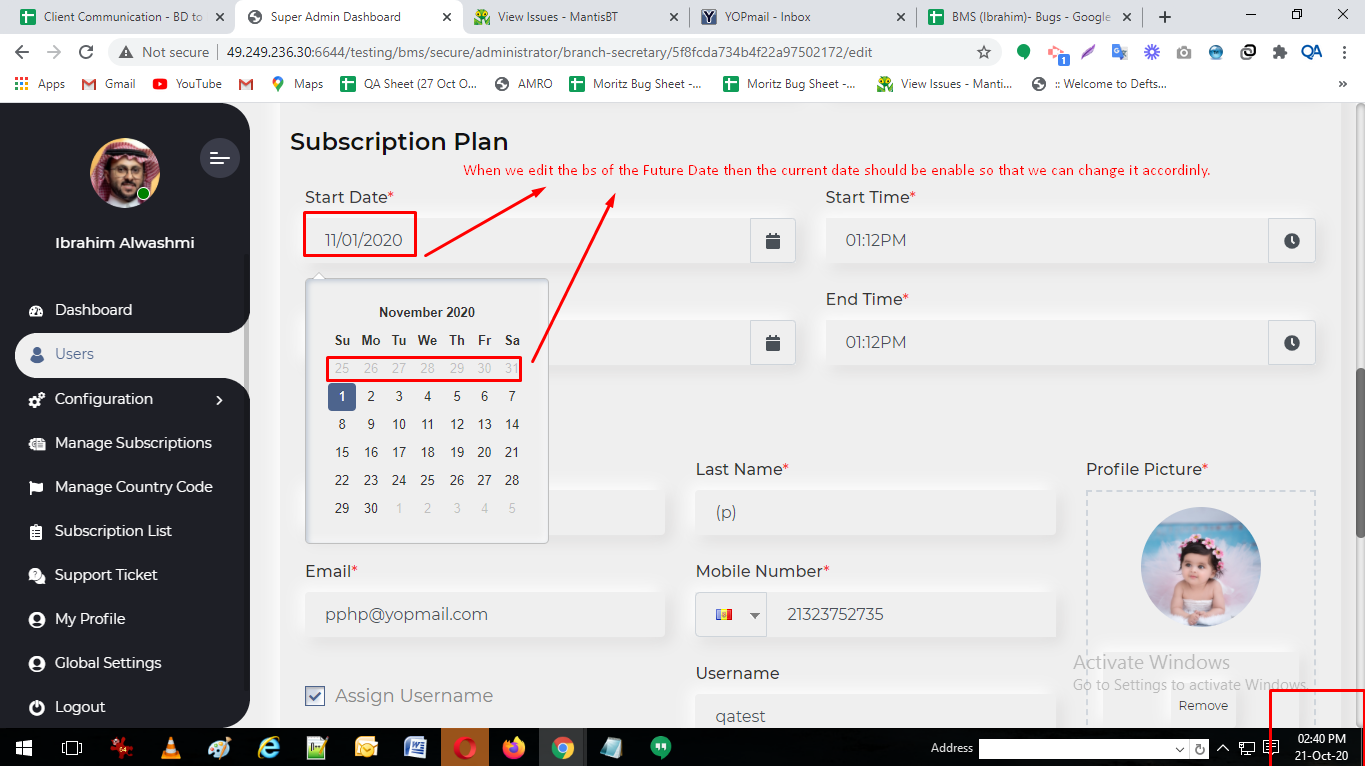 Client Communication - BD to
Super Admin Dashboard
View Issues - MantisBT
YOPmail - Inbox
BMS (Ibrahim)- Bugs - Google
Not secure
49.249.236.30:6644/testing/bms/secure/administrator/branch-secretary/5f8fcda734b4f22a97502172/edit
1
QA
Apps
Gmail
YouTube
Maps
QA Sheet (27 Oct O...
AMRO
Moritz Bug Sheet -...
Moritz Bug Sheet -...
View Issues - Manti...
:: Welcome to Defts...
»
Ibrahim Alwashmi
Dashboard
Users
Configuration
Manage Subscriptions
Manage Country Code
Subscription List
Support Ticket
My Profile
Global Settings
Logout
Subscription Plan
When we edit the bs of the Future Date then the current date should be enable so that we can change it accordinly.
Start Date*
Start Time*
11/01/2020
01:12PM
End Time*
01:12PM
November 2020
Su Mo Tu We Th Fr Sa
25 26 27 28 29 30 31
1 2 3 4 5 6 7
8 9 10 11 12 13 14
15 16 17 18 19 20 21
22 23 24 25 26 27 28
29 30 1 2 3 4 5
Last Name*
Profile Picture*
(p)
Email*
Mobile Number*
pphp@yopmail.com
21323752735
Username
Assign Username
qatest
Activate Windows
Go to Settings to activate Windows.
Remove
Address
02:40 PM
21-Oct-20